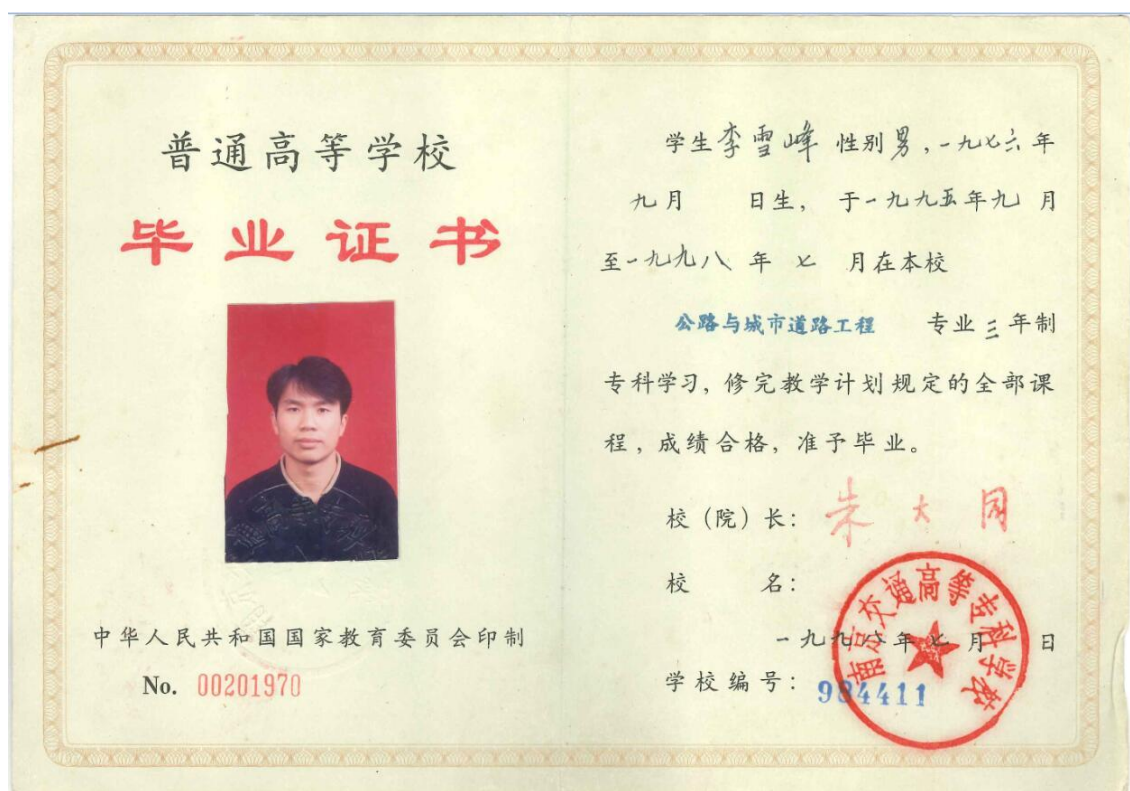 普通高等学校
毕业证书
中华人民共和国国家教育委员会印制
No. 00201970
学生李雪峰 性别男,一九七六年
九月 日生, 于一九九五年九月
至一九九八年七月在本校
公路与城市道路工程 专业三年制
专科学习, 修完教学计划规定的全部课
程, 成绩合格, 准予毕业。
校(院)长: 朱大同
校 名:
南京交通高等专科学校
一九九八年七月 日
学校编号: 984411